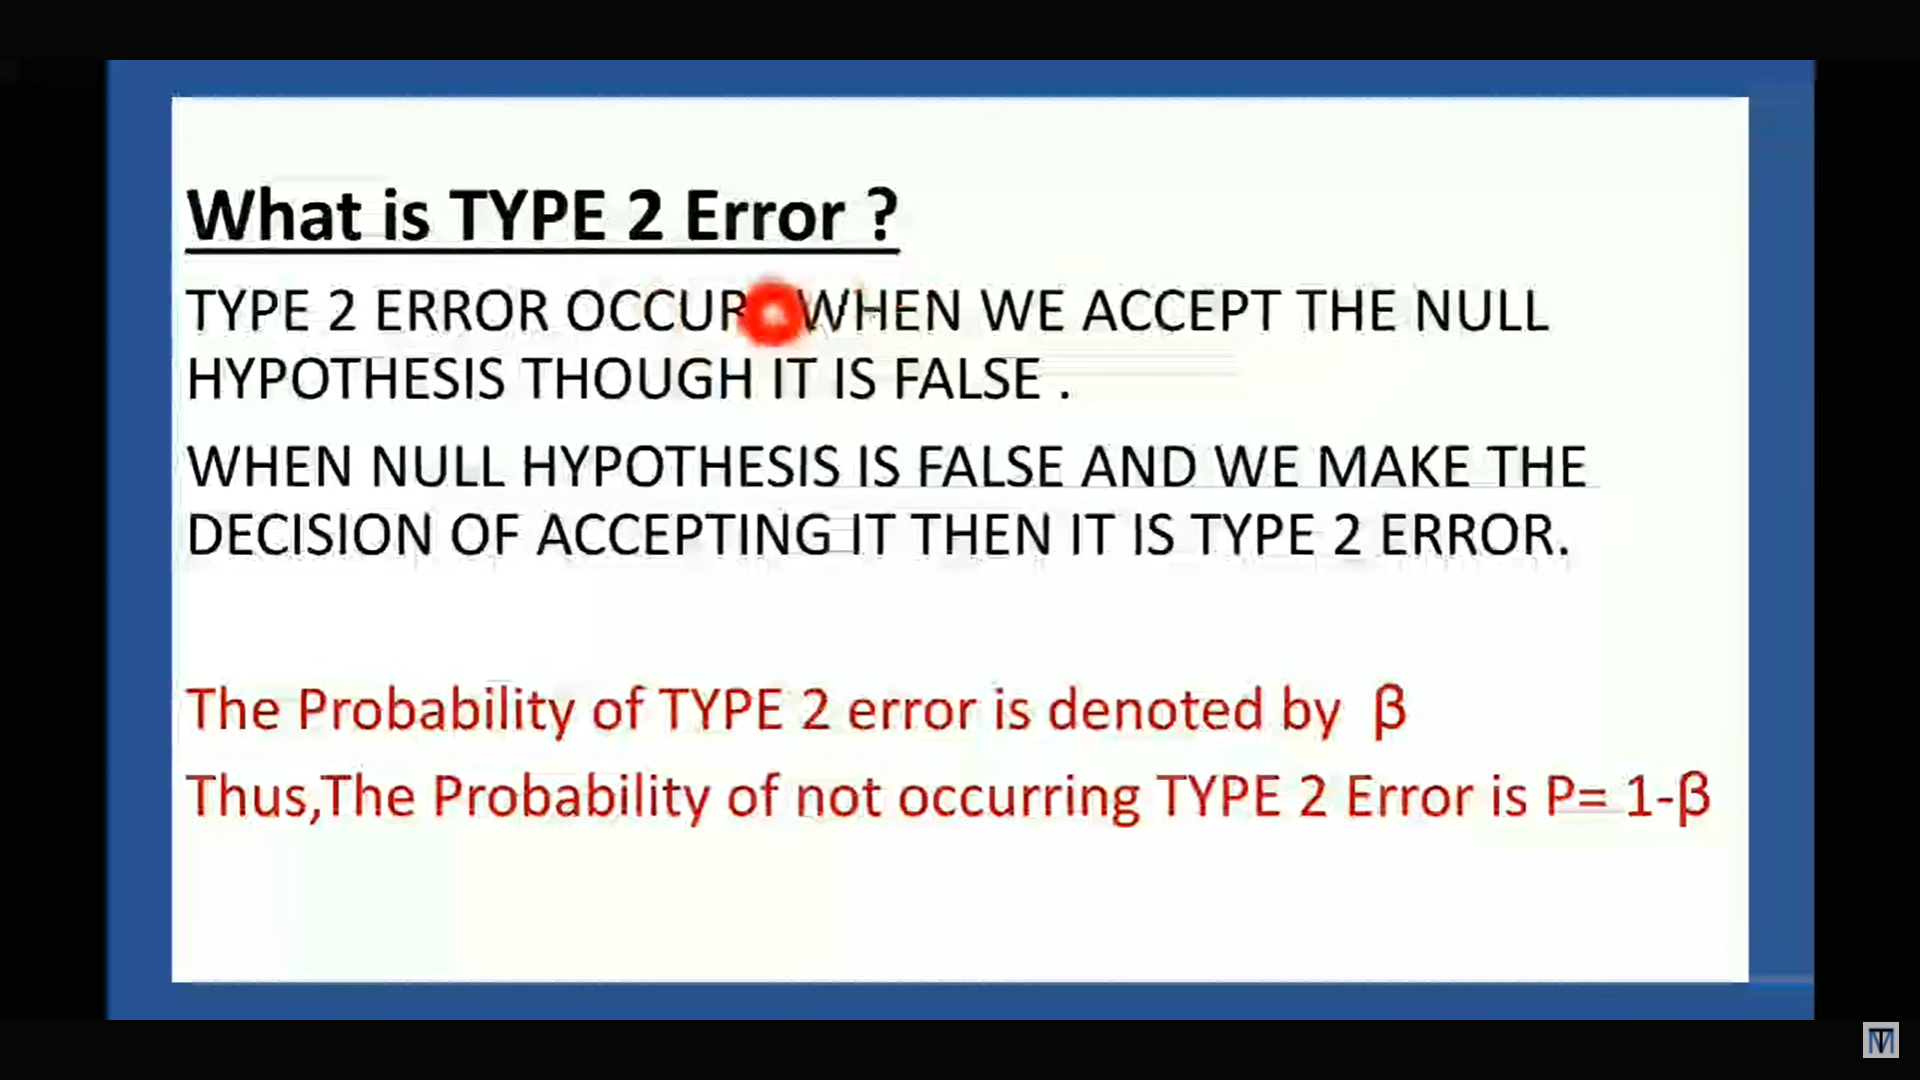 What is TYPE 2 Error ?
TYPE 2 ERROR OCCUR WHEN WE ACCEPT THE NULL
HYPOTHESIS THOUGH IT IS FALSE .
WHEN NULL HYPOTHESIS IS FALSE AND WE MAKE THE
DECISION OF ACCEPTING IT THEN IT IS TYPE 2 ERROR.
The Probability of TYPE 2 error is denoted by β
Thus,The Probability of not occurring TYPE 2 Error is P= 1-β